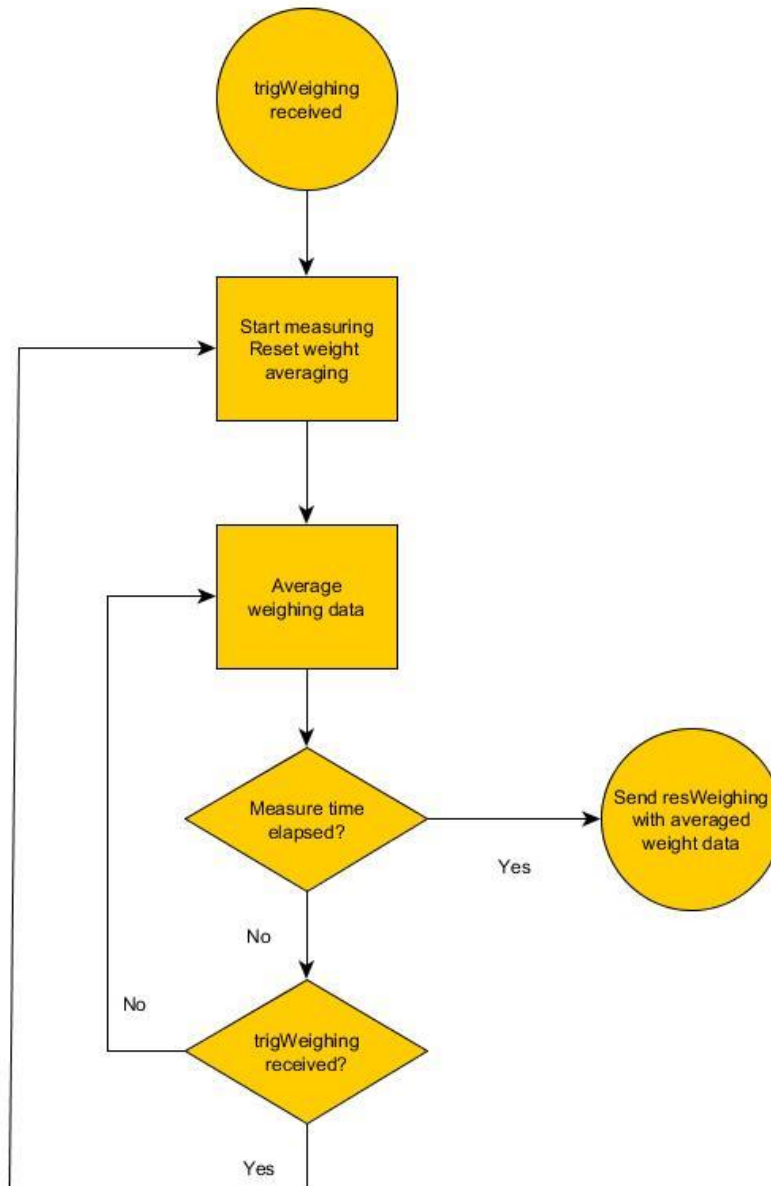 trigWeighing
received
Start measuring
Reset weight
averaging
Average
weighing data
Measure time
elapsed?
Yes
Send resWeighing
with averaged
weight data
No
No
trigWeighing
received?
Yes